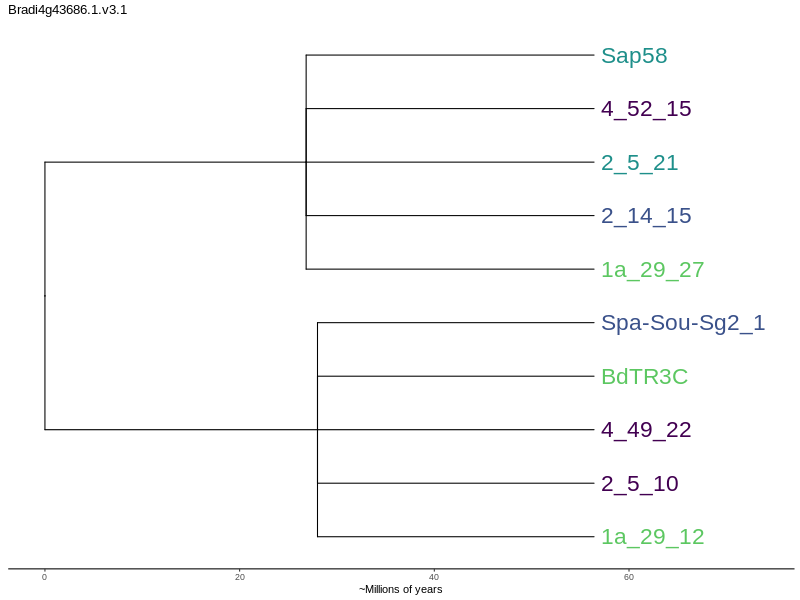 Bradi4g43686.1.v3.1
Sap58
4_52_15
2_5_21
2_14_15
1a_29_27
Spa-Sou-Sg2_1
BdTR3C
4_49_22
2_5_10
1a_29_12
0 20 40 60
~Millions of years